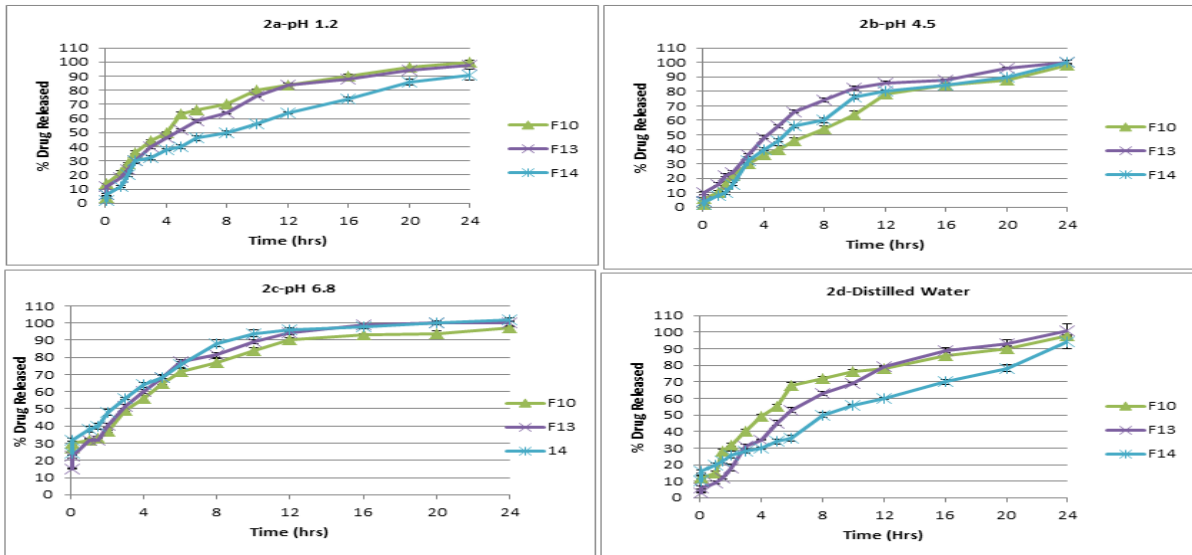 2a-pH 1.2
110
100
90
80
70
60
50
40
30
20
10
0
% Drug Released
0 4 8 12 16 20 24
Time (hrs)
F10
F13
F14
2b-pH 4.5
110
100
90
80
70
60
50
40
30
20
10
0
% Drug Released
0 4 8 12 16 20 24
Time (hrs)
F10
F13
F14
2c-pH 6.8
110
100
90
80
70
60
50
40
30
20
10
0
% Drug Released
0 4 8 12 16 20 24
Time (hrs)
F10
F13
14
2d-Distilled Water
110
100
90
80
70
60
50
40
30
20
10
0
% Drug Released
0 4 8 12 16 20 24
Time (Hrs)
F10
F13
F14